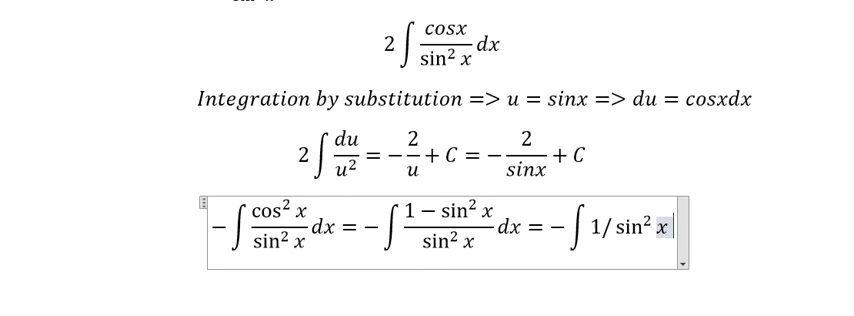 2 ∫ cosx / sin² x dx
Integration by substitution => u = sinx => du = cosxdx
2 ∫ du / u² = − 2 / u + C = − 2 / sinx + C
− ∫ cos² x / sin² x dx = − ∫ 1 − sin² x / sin² x dx = − ∫ 1/ sin² x